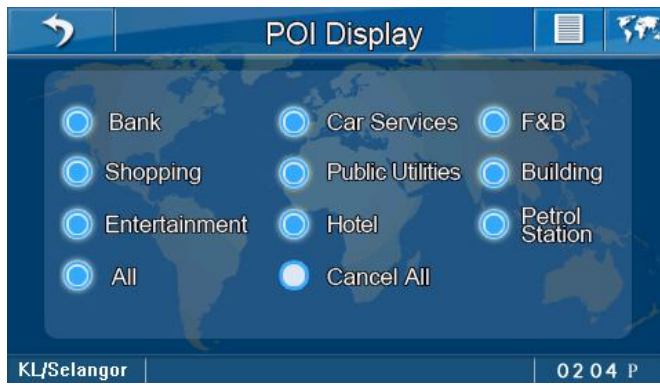 POI Display
Bank
Car Services
F&B
Shopping
Public Utilities
Building
Entertainment
Hotel
Petrol
Station
All
Cancel All
KL/Selangor
0204 P